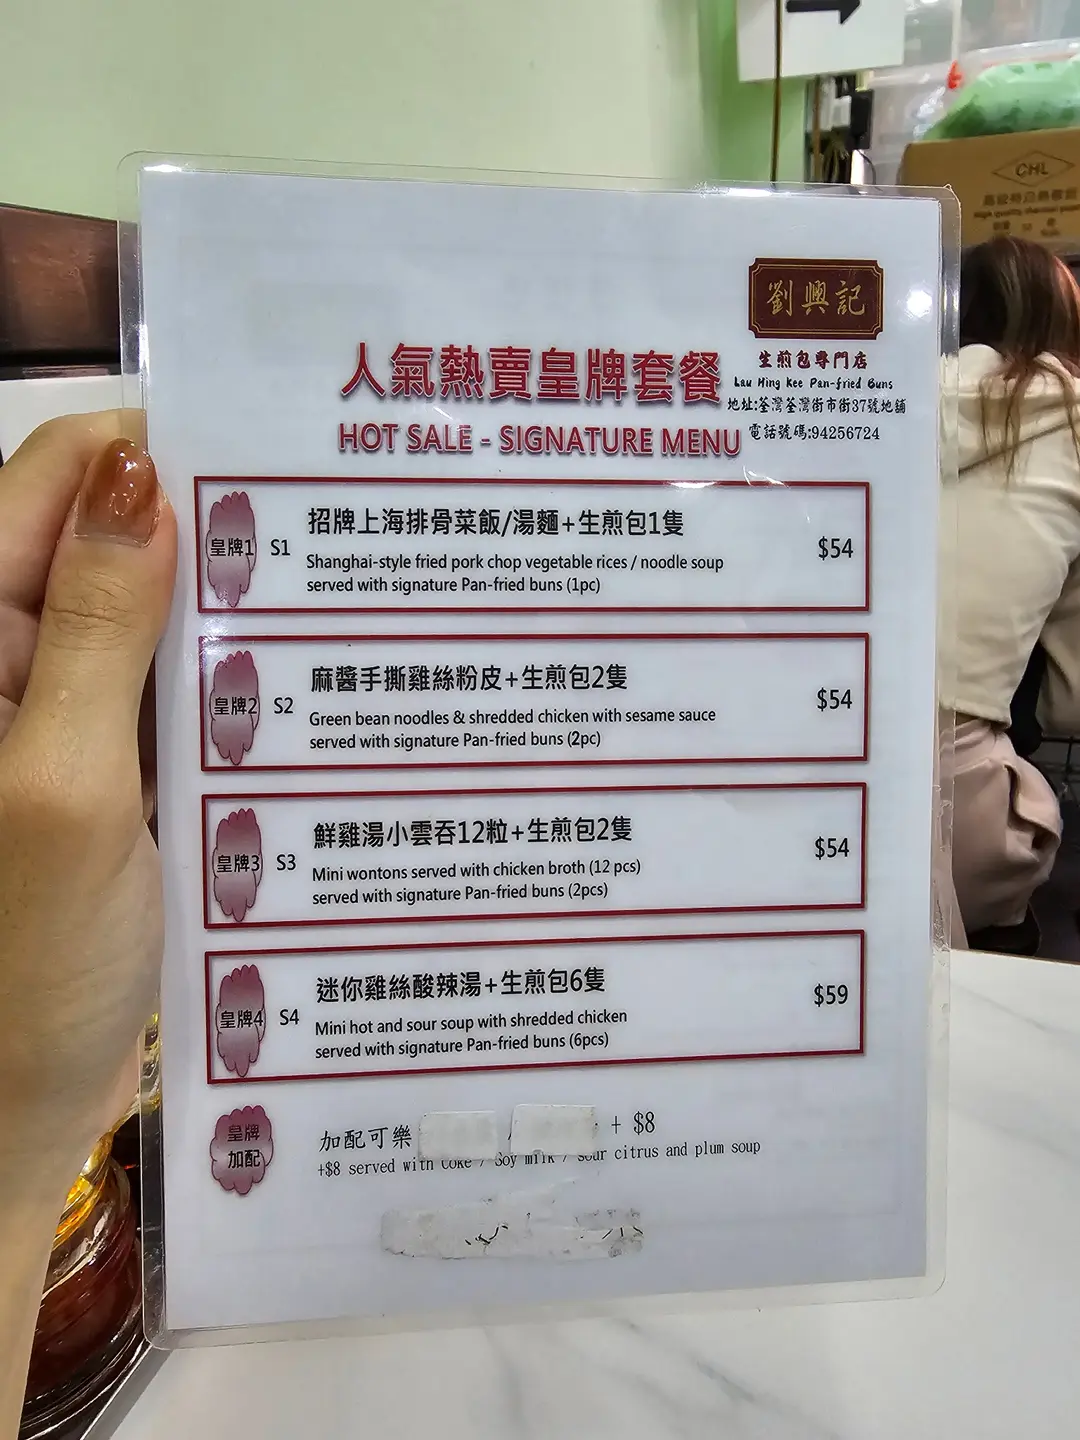 CHL
劉興記
生煎包專門店
Lau Hing Kee Pan-fried Buns
地址:荃灣荃灣街市街37號地舖
電話號碼:94256724
人氣熱賣皇牌套餐
HOT SALE - SIGNATURE MENU
皇牌1 S1 招牌上海排骨菜飯/湯麵+生煎包1隻 $54
Shanghai-style fried pork chop vegetable rices / noodle soup
served with signature Pan-fried buns (1pc)
皇牌2 S2 麻醬手撕雞絲粉皮+生煎包2隻 $54
Green bean noodles & shredded chicken with sesame sauce
served with signature Pan-fried buns (2pc)
皇牌3 S3 鮮雞湯小雲吞12粒+生煎包2隻 $54
Mini wontons served with chicken broth (12 pcs)
served with signature Pan-fried buns (2pcs)
皇牌4 S4 迷你雞絲酸辣湯+生煎包6隻 $59
Mini hot and sour soup with shredded chicken
served with signature Pan-fried buns (6pcs)
皇牌
加配
加配可樂 + $8
+$8 served with Coke / Soy milk / Sour citrus and plum soup